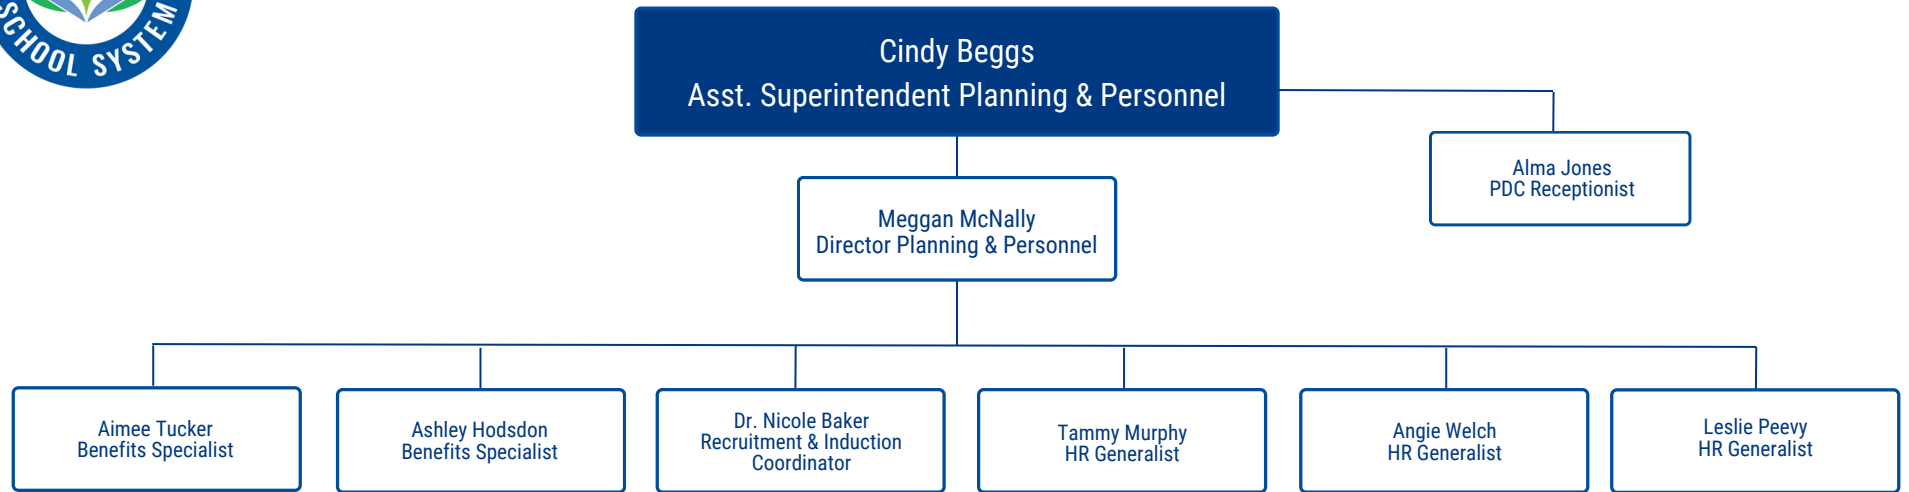 SCHOOL SYSTEM
Cindy Beggs
Asst. Superintendent Planning & Personnel
Alma Jones
PDC Receptionist
Meggan McNally
Director Planning & Personnel
Aimee Tucker
Benefits Specialist
Ashley Hodsdon
Benefits Specialist
Dr. Nicole Baker
Recruitment & Induction
Coordinator
Tammy Murphy
HR Generalist
Angie Welch
HR Generalist
Leslie Peevy
HR Generalist